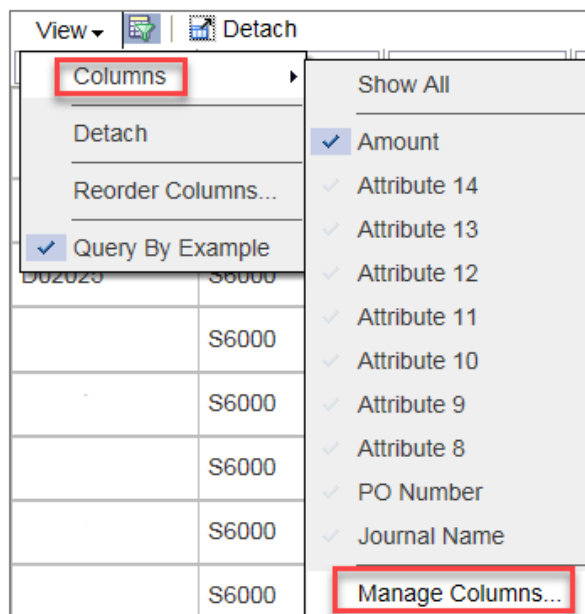 View Detach
Columns
Detach
Reorder Columns...
Query By Example
Show All
Amount
Attribute 14
Attribute 13
Attribute 12
Attribute 11
Attribute 10
Attribute 9
Attribute 8
PO Number
Journal Name
Manage Columns...
D02025 S6000
S6000
S6000
S6000
S6000
S6000